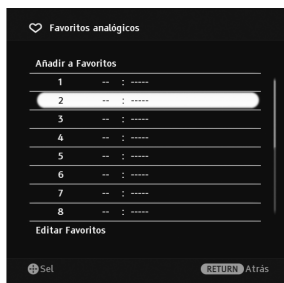 Favoritos analógicos
Añadir a Favoritos
1 -- : -----
2 -- : -----
3 -- : -----
4 -- : -----
5 -- : -----
6 -- : -----
7 -- : -----
8 -- : -----
Editar Favoritos
Sel RETURN Atrás